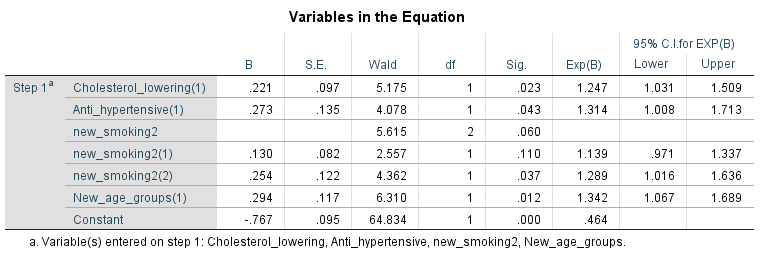 Variables in the Equation
95% C.I.for EXP(B)
B S.E. Wald df Sig. Exp(B) Lower Upper
Step 1a Cholesterol_lowering(1) .221 .097 5.175 1 .023 1.247 1.031 1.509
Anti_hypertensive(1) .273 .135 4.078 1 .043 1.314 1.008 1.713
new_smoking2 5.615 2 .060
new_smoking2(1) .130 .082 2.557 1 .110 1.139 .971 1.337
new_smoking2(2) .254 .122 4.362 1 .037 1.289 1.016 1.636
New_age_groups(1) .294 .117 6.310 1 .012 1.342 1.067 1.689
Constant -.767 .095 64.834 1 .000 .464
a. Variable(s) entered on step 1: Cholesterol_lowering, Anti_hypertensive, new_smoking2, New_age_groups.